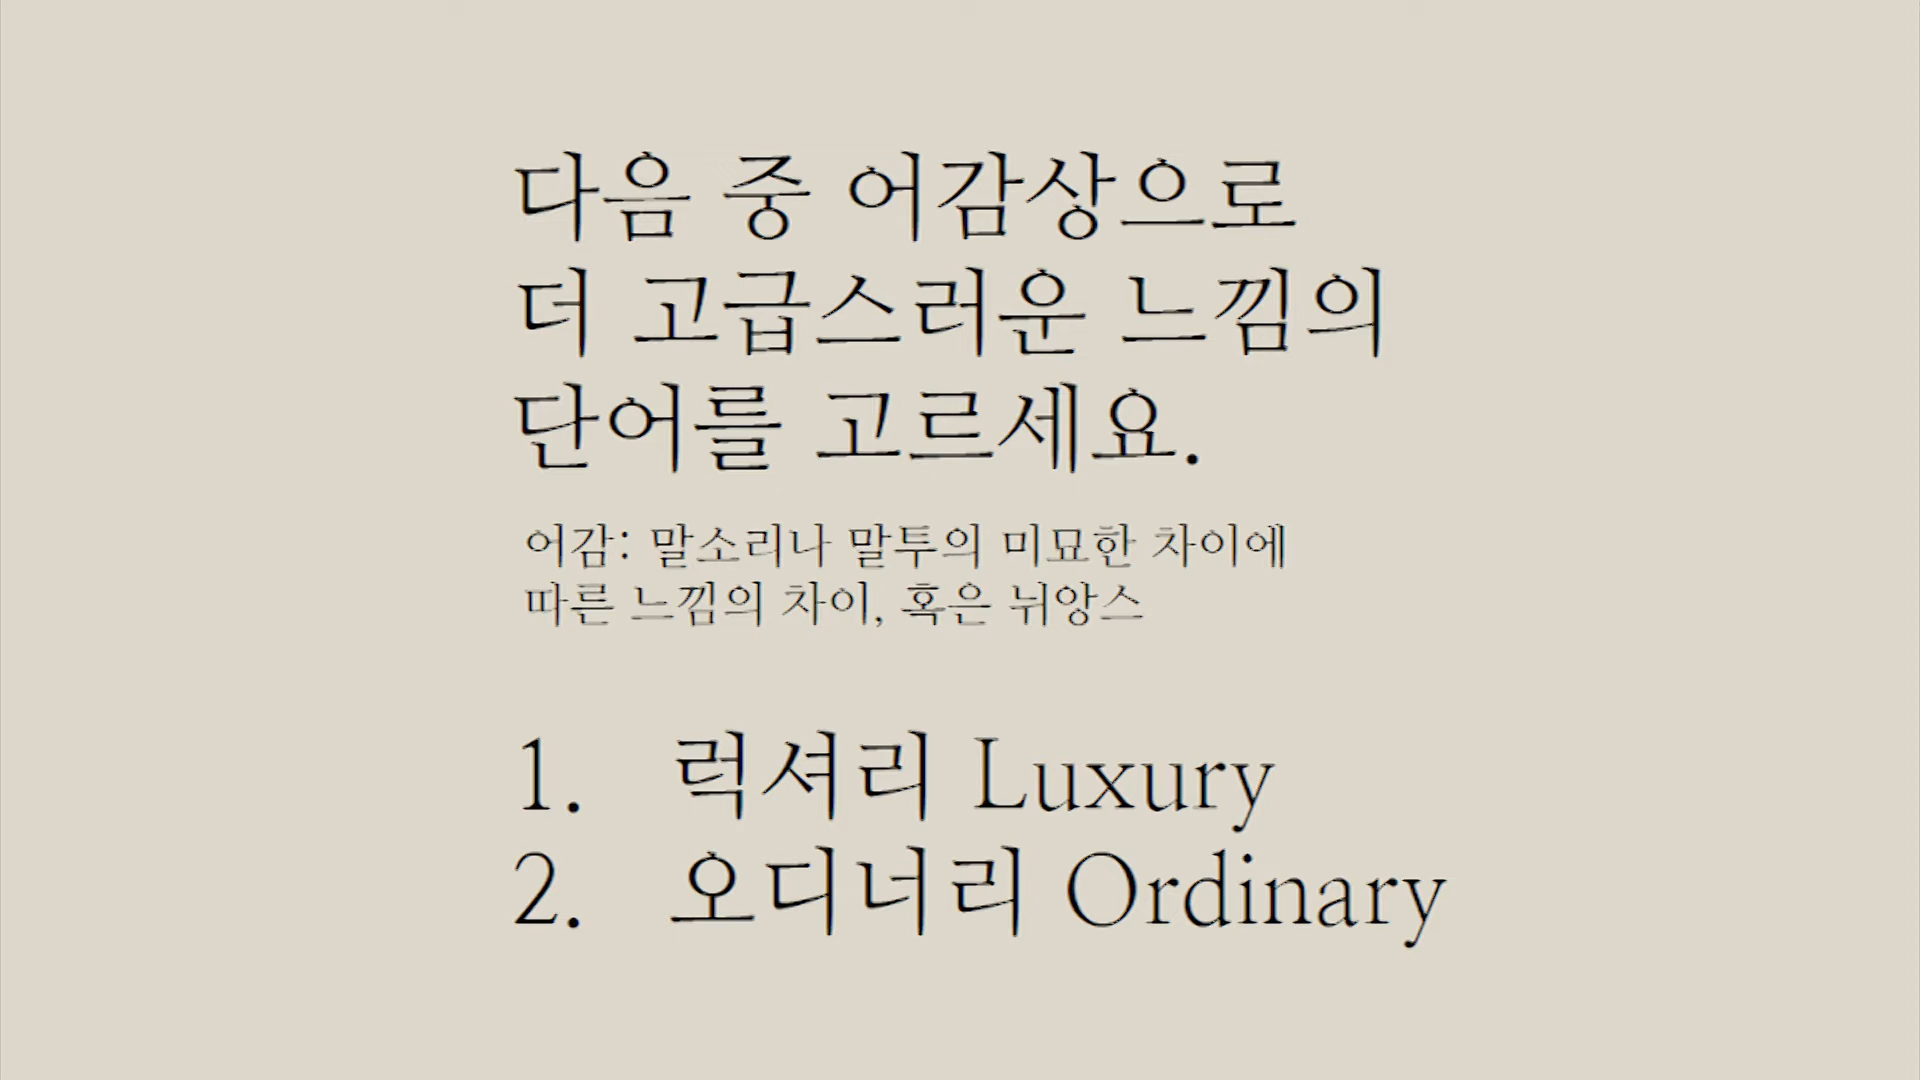 다음 중 어감상으로
더 고급스러운 느낌의
단어를 고르세요.
어감: 말소리나 말투의 미묘한 차이에
따른 느낌의 차이, 혹은 뉘앙스
1. 럭셔리 Luxury
2. 오디너리 Ordinary